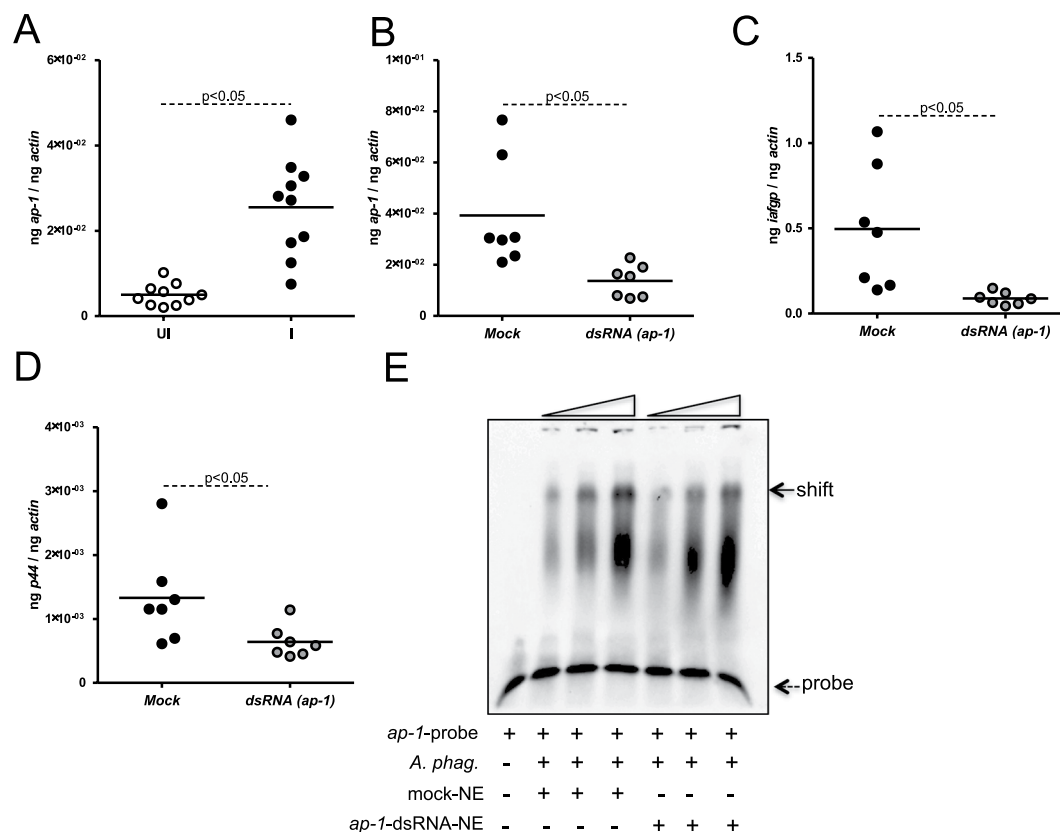 A
6×10-02
4×10-02
2×10-02
0
ng ap-1 / ng actin
p<0.05
UI I
B
1×10-01
8×10-02
6×10-02
4×10-02
2×10-02
0
ng ap-1 / ng actin
p<0.05
Mock dsRNA (ap-1)
C
1.5
1.0
0.5
0.0
ng iafgp / ng actin
p<0.05
Mock dsRNA (ap-1)
D
4×10-03
3×10-03
2×10-03
1×10-03
0
ng p44 / ng actin
p<0.05
Mock dsRNA (ap-1)
E
shift
probe
ap-1-probe + + + + + + +
A. phag. - + + + + + +
mock-NE - + + + - - -
ap-1-dsRNA-NE - - - - + + +